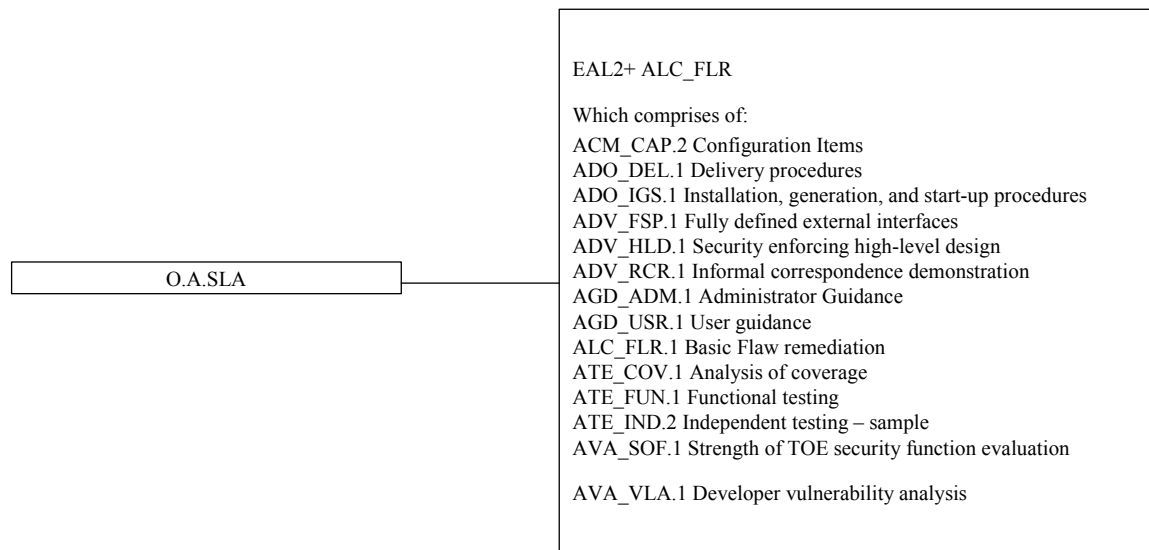 EAL2+ ALC_FLR
Which comprises of:
ACM_CAP.2 Configuration Items
ADO_DEL.1 Delivery procedures
ADO_IGS.1 Installation, generation, and start-up procedures
ADV_FSP.1 Fully defined external interfaces
ADV_HLD.1 Security enforcing high-level design
O.A.SLA
ADV_RCR.1 Informal correspondence demonstration
AGD_ADM.1 Administrator Guidance
AGD_USR.1 User guidance
ALC_FLR.1 Basic Flaw remediation
ATE_COV.1 Analysis of coverage
ATE_FUN.1 Functional testing
ATE_IND.2 Independent testing – sample
AVA_SOF.1 Strength of TOE security function evaluation
AVA_VLA.1 Developer vulnerability analysis